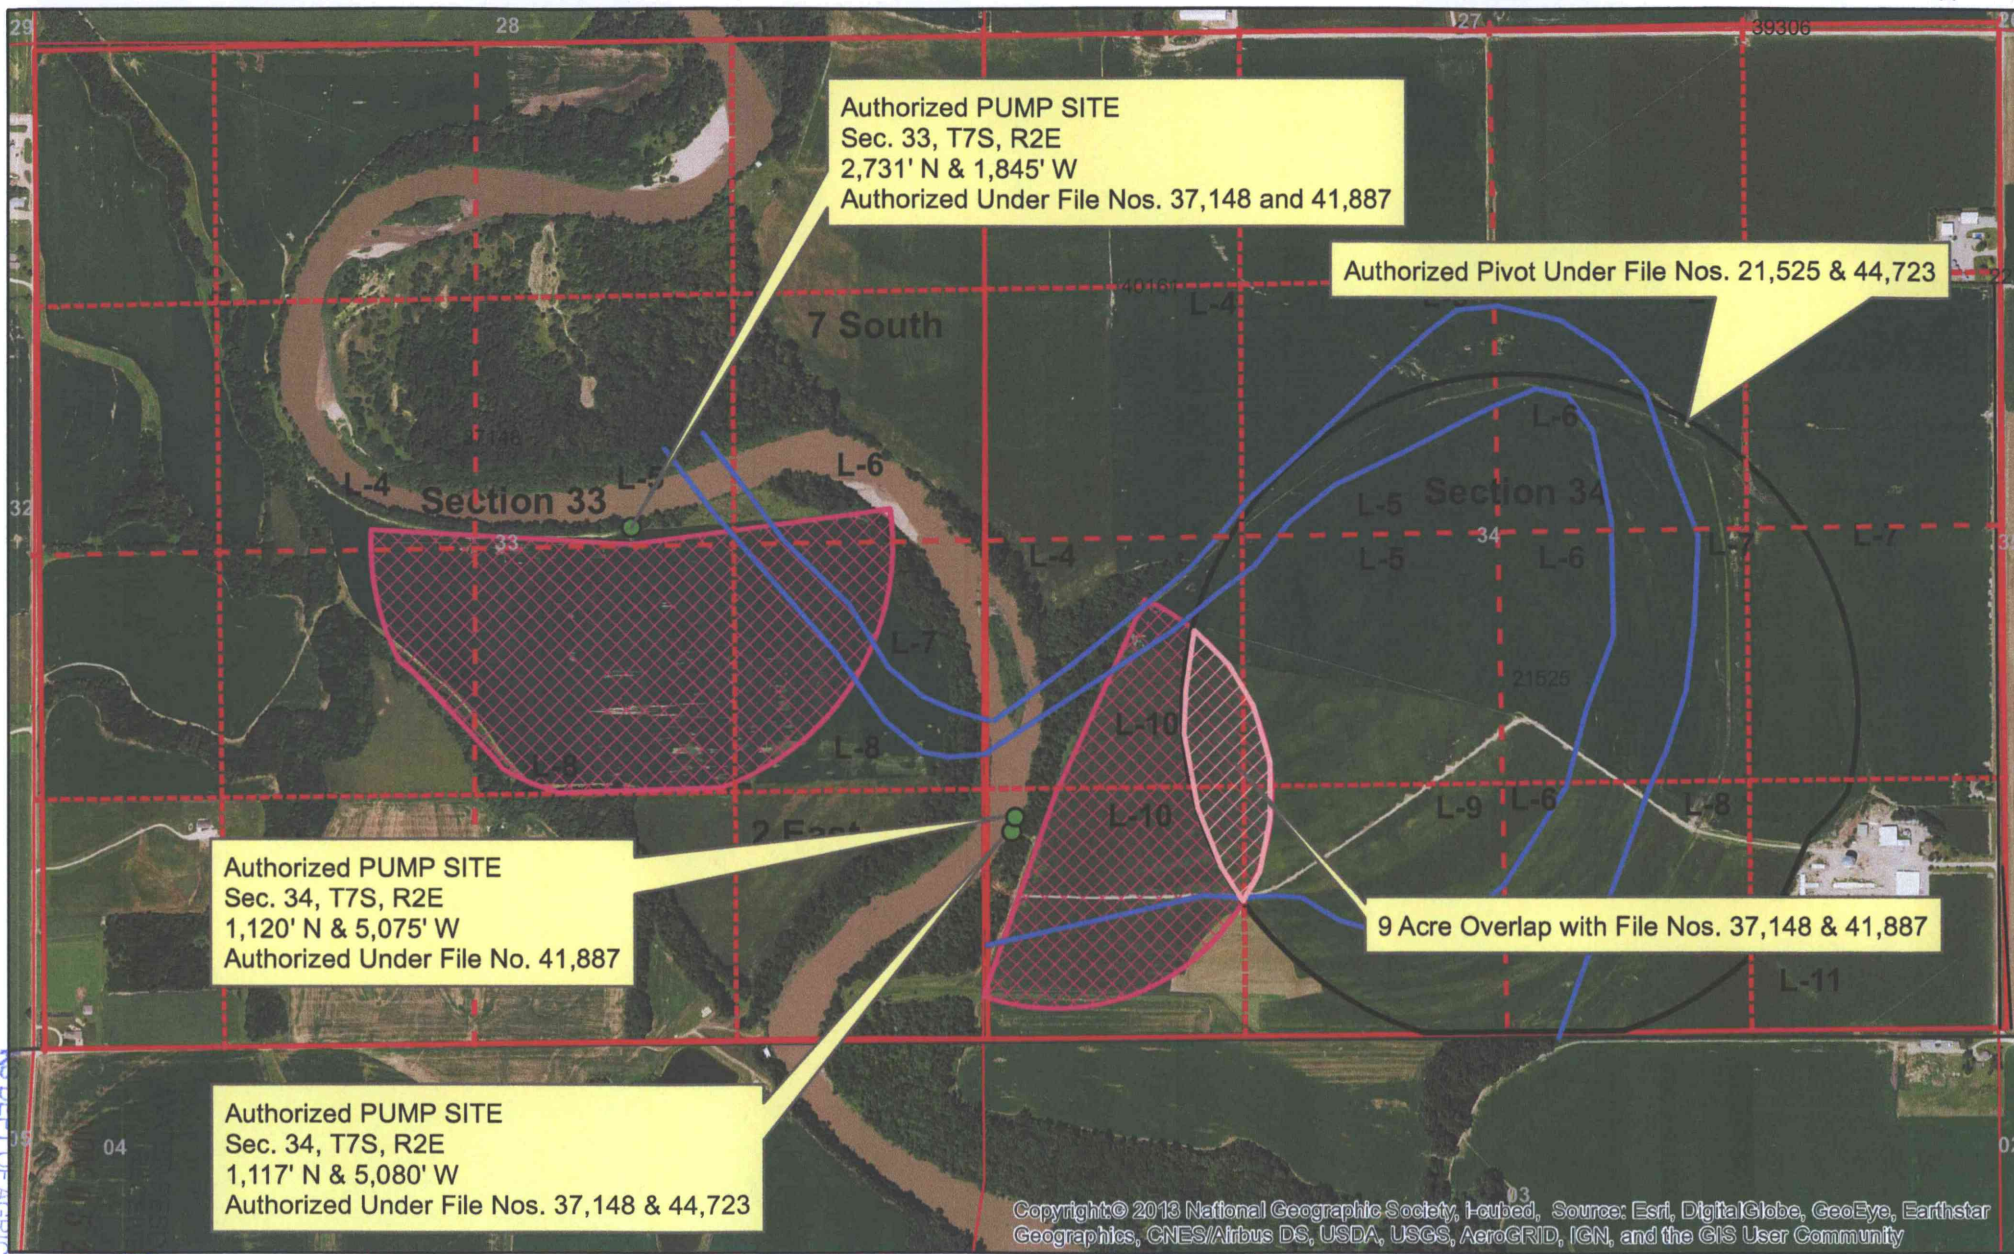 29
28
27
39306
Authorized PUMP SITE
Sec. 33, T7S, R2E
2,731' N & 1,845' W
Authorized Under File Nos. 37,148 and 41,887
Authorized Pivot Under File Nos. 21,525 & 44,723
40161
L-4
7 South
L-6
L-4
L-5
L-6
Section 33
L-5
Section 34
32
33
34
L-4
L-5
L-6
L-7
L-7
L-7
21525
L-10
L-8
L-8
L-10
L-9
L-6
L-8
2 East
Authorized PUMP SITE
Sec. 34, T7S, R2E
1,120' N & 5,075' W
Authorized Under File No. 41,887
9 Acre Overlap with File Nos. 37,148 & 41,887
L-11
Authorized PUMP SITE
Sec. 34, T7S, R2E
1,117' N & 5,080' W
Authorized Under File Nos. 37,148 & 44,723
05
04
03
02
Copyright:© 2013 National Geographic Society, i-cubed, Source: Esri, DigitalGlobe, GeoEye, Earthstar
Geographics, CNES/Airbus DS, USDA, USGS, AeroGRID, IGN, and the GIS User Community